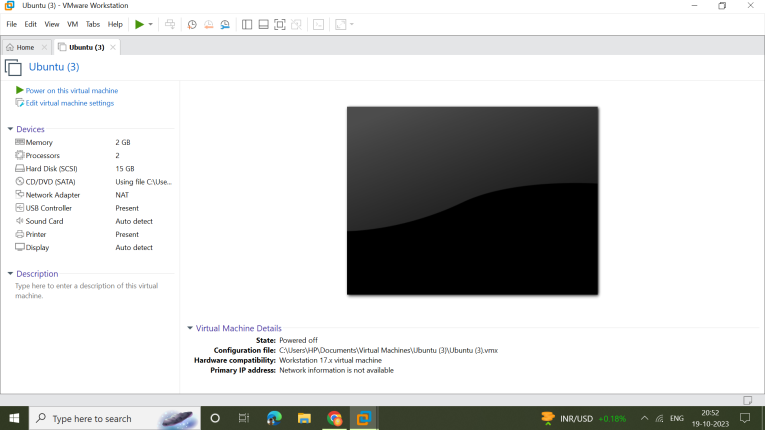 Ubuntu (3) - VMware Workstation
File Edit View VM Tabs Help
Home Ubuntu (3)
Ubuntu (3)
Power on this virtual machine
Edit virtual machine settings
Devices
Memory 2 GB
Processors 2
Hard Disk (SCSI) 15 GB
CD/DVD (SATA) Using file C:\Use...
Network Adapter NAT
USB Controller Present
Sound Card Auto detect
Printer Present
Display Auto detect
Description
Type here to enter a description of this virtual
machine.
Virtual Machine Details
State: Powered off
Configuration file: C:\Users\HP\Documents\Virtual Machines\Ubuntu (3)\Ubuntu (3).vmx
Hardware compatibility: Workstation 17.x virtual machine
Primary IP address: Network information is not available
Type here to search
INR/USD +0.18%
ENG
20:52
19-10-2023